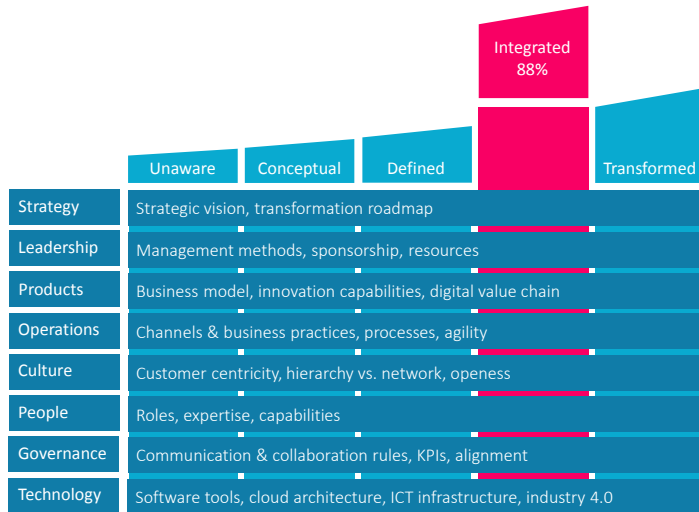 Integrated
88%
Unaware
Conceptual
Defined
Transformed
Strategy
Strategic vision, transformation roadmap
Leadership
Management methods, sponsorship, resources
Products
Business model, innovation capabilities, digital value chain
Operations
Channels & business practices, processes, agility
Culture
Customer centricity, hierarchy vs. network, openess
People
Roles, expertise, capabilities
Governance
Communication & collaboration rules, KPIs, alignment
Technology
Software tools, cloud architecture, ICT infrastructure, industry 4.0